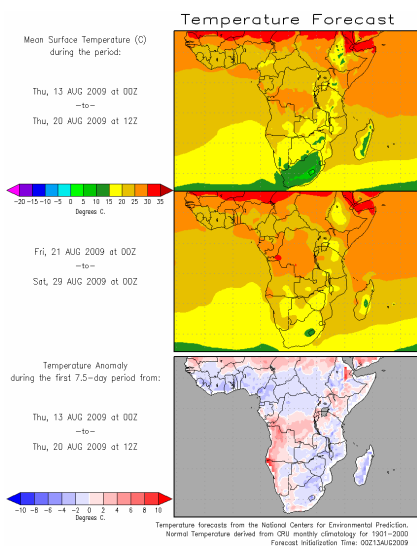 Temperature Forecast
Mean Surface Temperature (C)
during the period:
Thu, 13 AUG 2009 at 00Z
-to-
Thu, 20 AUG 2009 at 12Z
-20 -15 -10 -5 0 5 10 15 20 25 30 35
Degrees C.
Fri, 21 AUG 2009 at 00Z
-to-
Sat, 29 AUG 2009 at 00Z
Temperature Anomaly
during the first 7.5-day period from:
Thu, 13 AUG 2009 at 00Z
-to-
Thu, 20 AUG 2009 at 12Z
-10 -8 -6 -4 -2 0 2 4 6 8 10
Degrees C.
Temperature forecasts from the National Centers for Environmental Prediction.
Normal Temperature derived from CRU monthly climatology for 1901-2000
Forecast Initialization Time: 00Z13AUG2009